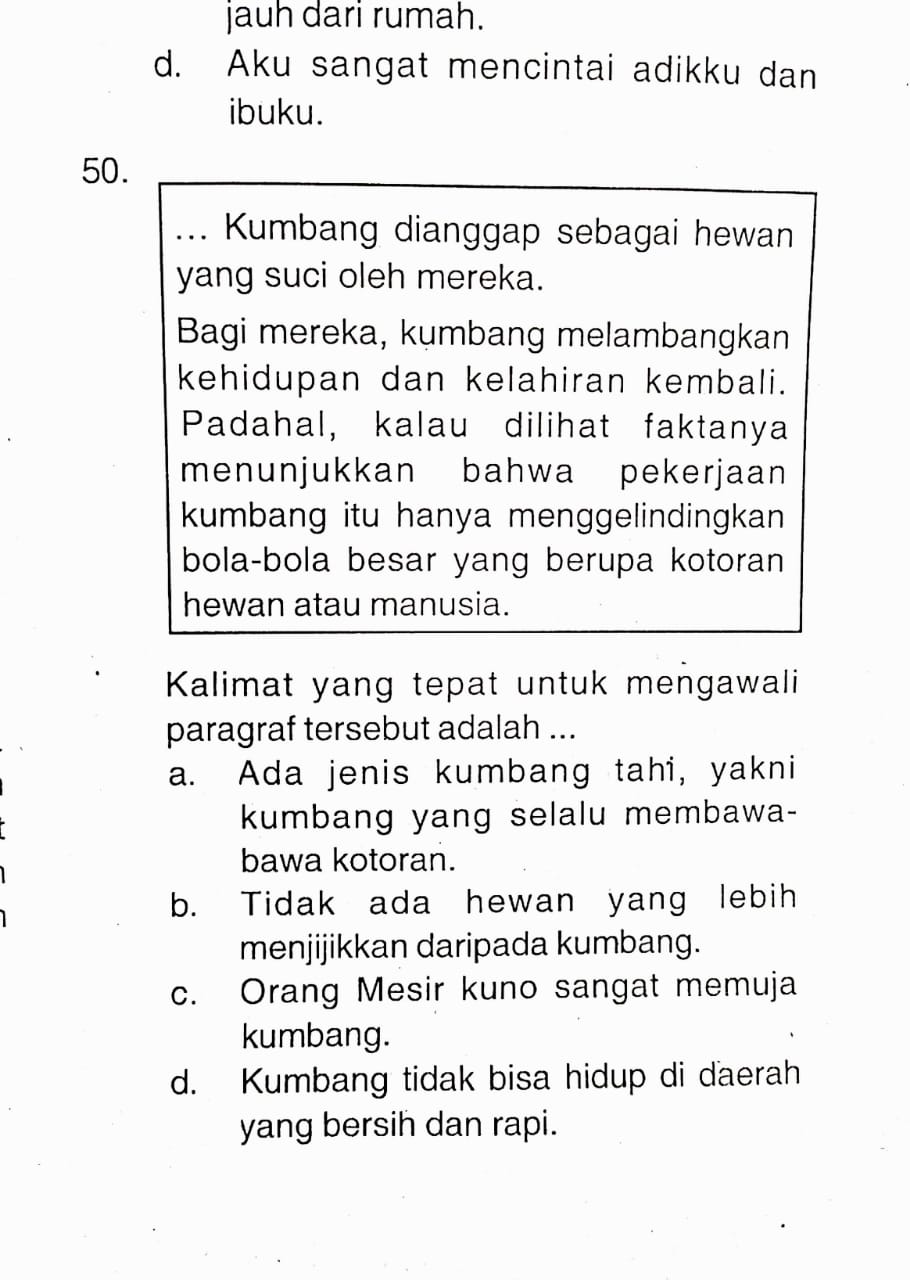 jauh dari rumah.
d. Aku sangat mencintai adikku dan
ibuku.
50.
... Kumbang dianggap sebagai hewan
yang suci oleh mereka.
Bagi mereka, kumbang melambangkan
kehidupan dan kelahiran kembali.
Padahal, kalau dilihat faktanya
menunjukkan bahwa pekerjaan
kumbang itu hanya menggelindingkan
bola-bola besar yang berupa kotoran
hewan atau manusia.
Kalimat yang tepat untuk mengawali
paragraf tersebut adalah ...
a. Ada jenis kumbang tahi, yakni
kumbang yang selalu membawa-
bawa kotoran.
b. Tidak ada hewan yang lebih
menjijikkan daripada kumbang.
c. Orang Mesir kuno sangat memuja
kumbang.
d. Kumbang tidak bisa hidup di daerah
yang bersih dan rapi.